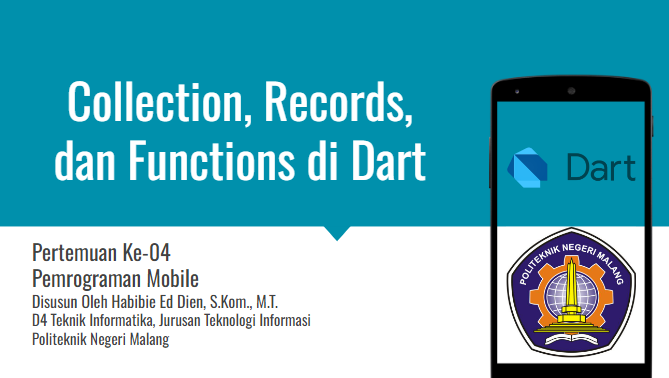 Collection, Records,
dan Functions di Dart
Dart
POLITEKNIK NEGERI MALANG
Pertemuan Ke-04
Pemrograman Mobile
Disusun Oleh Habibie Ed Dien, S.Kom., M.T.
D4 Teknik Informatika, Jurusan Teknologi Informasi
Politeknik Negeri Malang